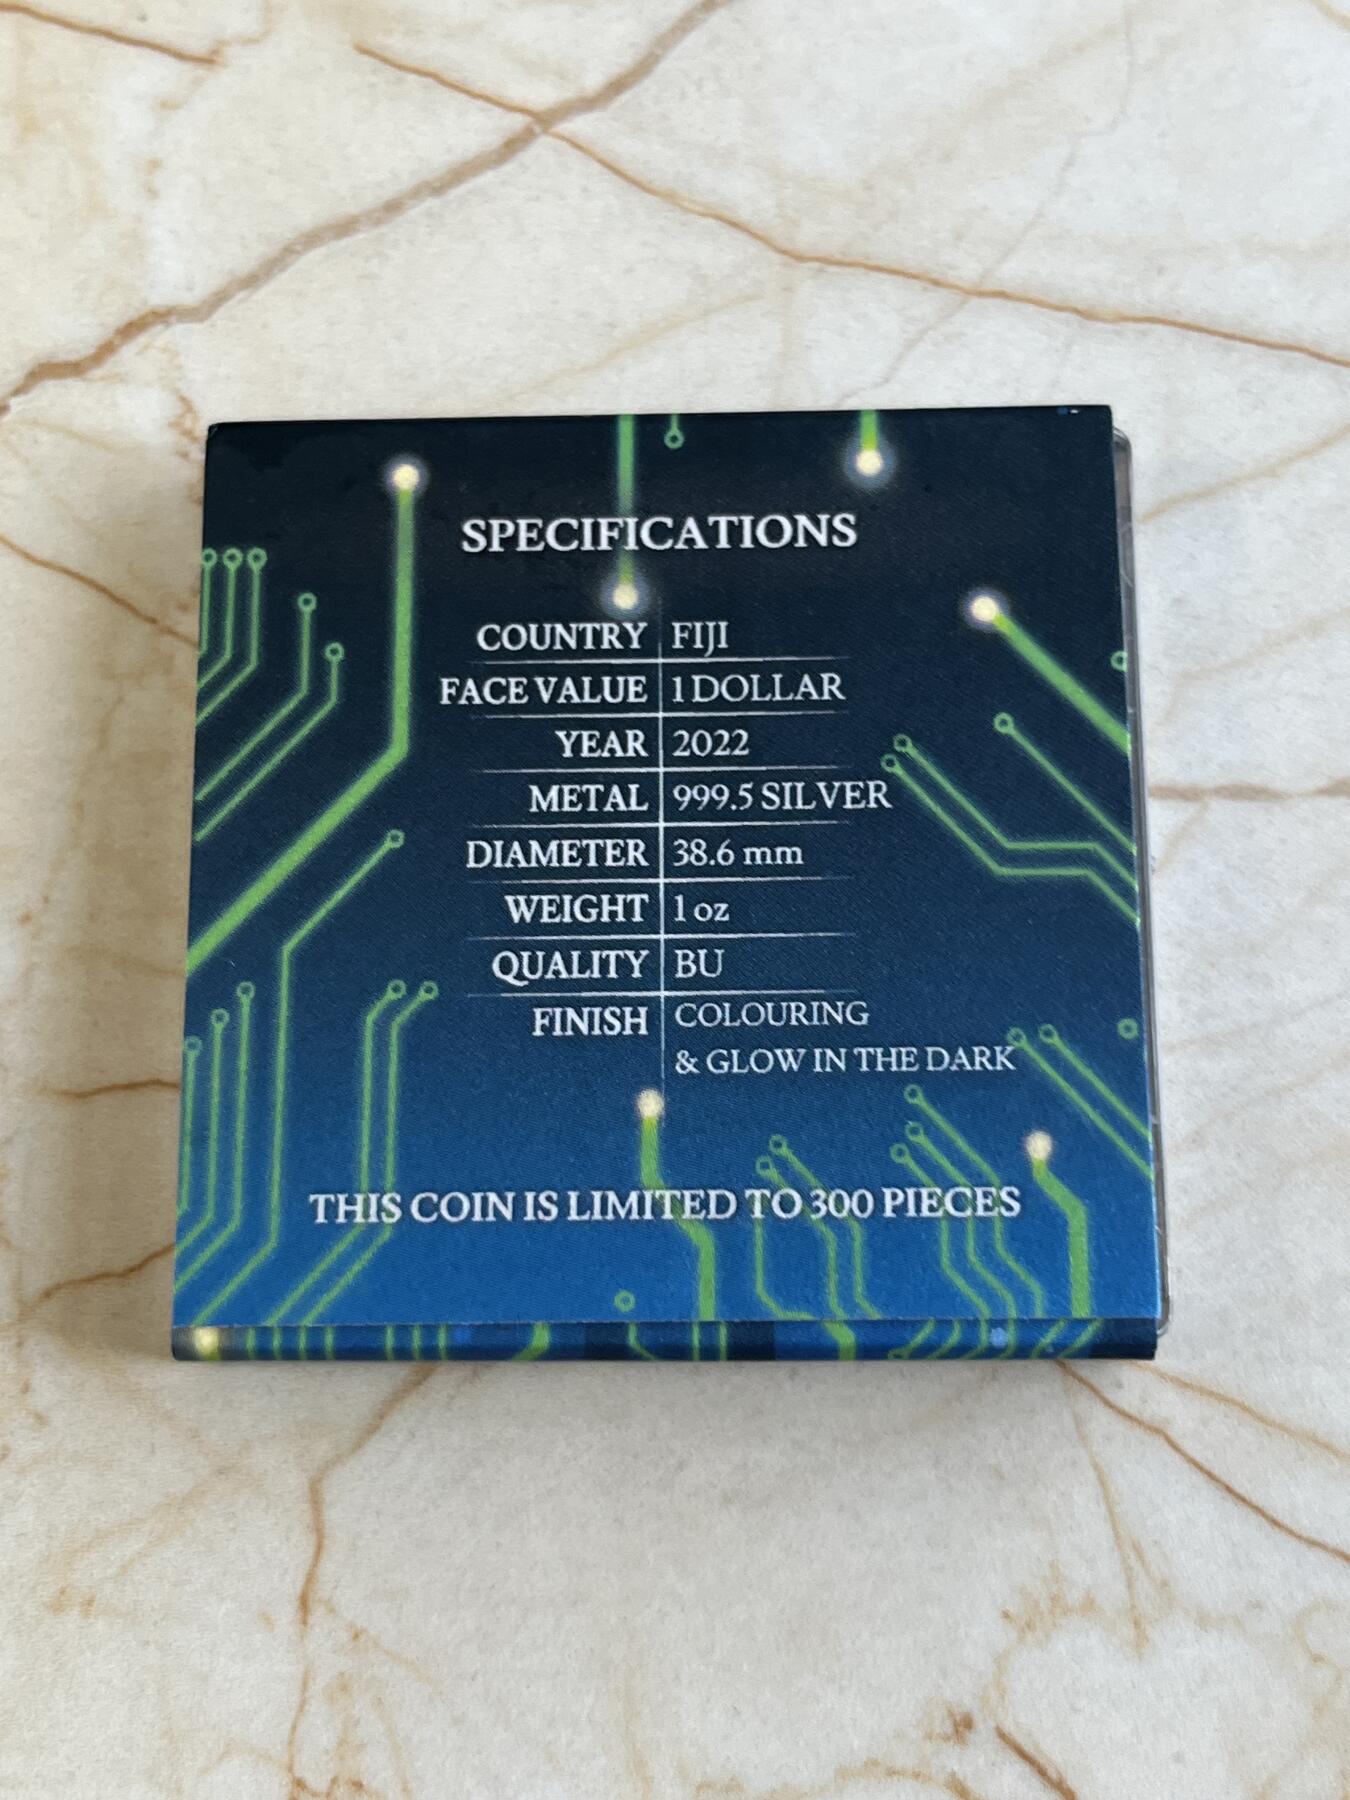 SPECIFICATIONS
COUNTRY FIJI
FACE VALUE 1 DOLLAR
YEAR 2022
METAL 999.5 SILVER
DIAMETER 38.6 mm
WEIGHT 1 oz
QUALITY BU
FINISH COLOURING
& GLOW IN THE DARK
THIS COIN IS LIMITED TO 300 PIECES